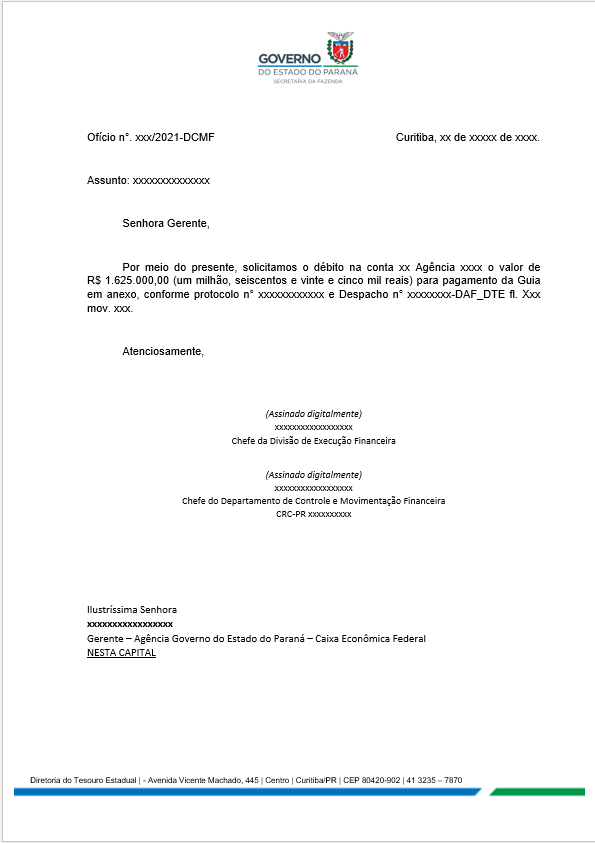 GOVERNO
DO ESTADO DO PARANÁ
SECRETARIA DA FAZENDA
Ofício n°. xxx/2021-DCMF Curitiba, xx de xxxxx de xxxx.
Assunto: xxxxxxxxxxxxxx
Senhora Gerente,
Por meio do presente, solicitamos o débito na conta xx Agência xxxx o valor de
R$ 1.625.000,00 (um milhão, seiscentos e vinte e cinco mil reais) para pagamento da Guia
em anexo, conforme protocolo n° xxxxxxxxxxxx e Despacho n° xxxxxxxx-DAF_DTE fl. Xxx
mov. xxx.
Atenciosamente,
(Assinado digitalmente)
xxxxxxxxxxxxxxxxxx
Chefe da Divisão de Execução Financeira
(Assinado digitalmente)
xxxxxxxxxxxxxxxxxx
Chefe do Departamento de Controle e Movimentação Financeira
CRC-PR xxxxxxxxxx
Ilustríssima Senhora
xxxxxxxxxxxxxxxxx
Gerente – Agência Governo do Estado do Paraná – Caixa Econômica Federal
NESTA CAPITAL
Diretoria do Tesouro Estadual | - Avenida Vicente Machado, 445 | Centro | Curitiba/PR | CEP 80420-902 | 41 3235 – 7870